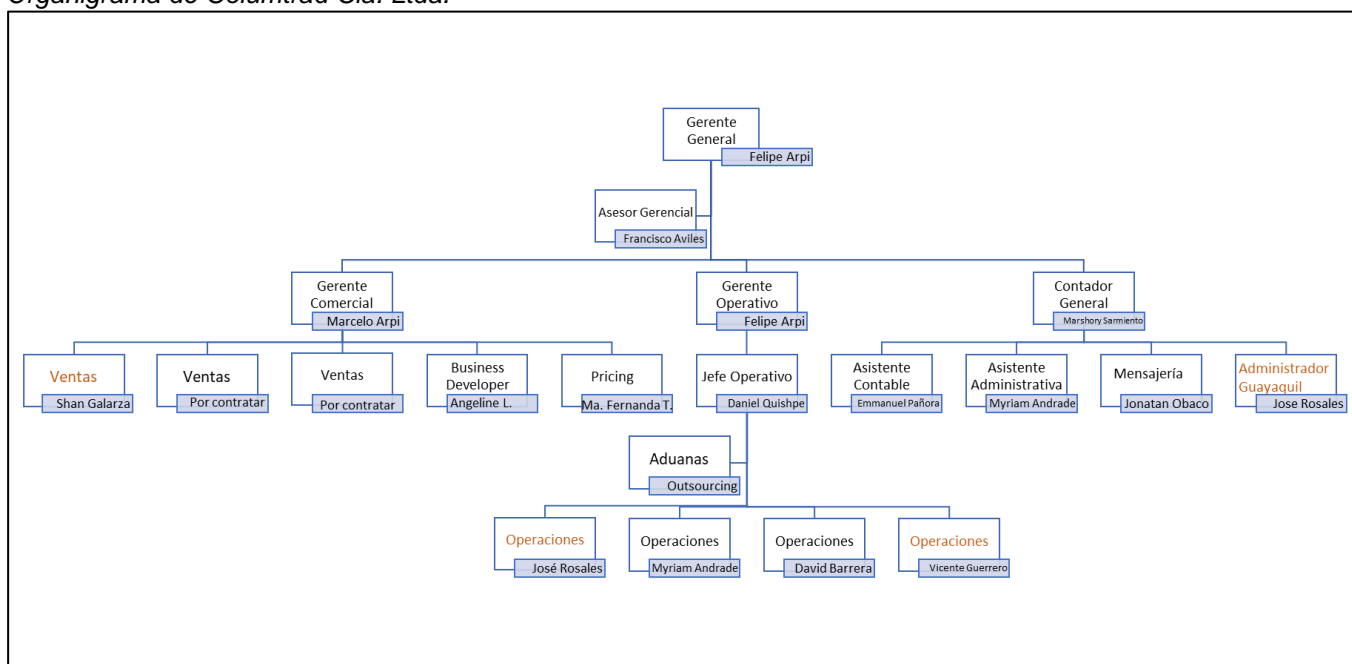 Organigrama de Columtrad Cía. Ltda.
Gerente
General
Felipe Arpi
Asesor Gerencial
Francisco Aviles
Gerente
Comercial
Marcelo Arpi
Gerente
Operativo
Felipe Arpi
Contador
General
Marshory Sarmiento
Ventas
Shan Galarza
Ventas
Por contratar
Ventas
Por contratar
Business
Developer
Angeline L.
Pricing
Ma. Fernanda T.
Jefe Operativo
Daniel Quishpe
Asistente
Contable
Emmanuel Pañora
Asistente
Administrativa
Myriam Andrade
Mensajería
Jonatan Obaco
Administrador
Guayaquil
Jose Rosales
Aduanas
Outsourcing
Operaciones
José Rosales
Operaciones
Myriam Andrade
Operaciones
David Barrera
Operaciones
Vicente Guerrero